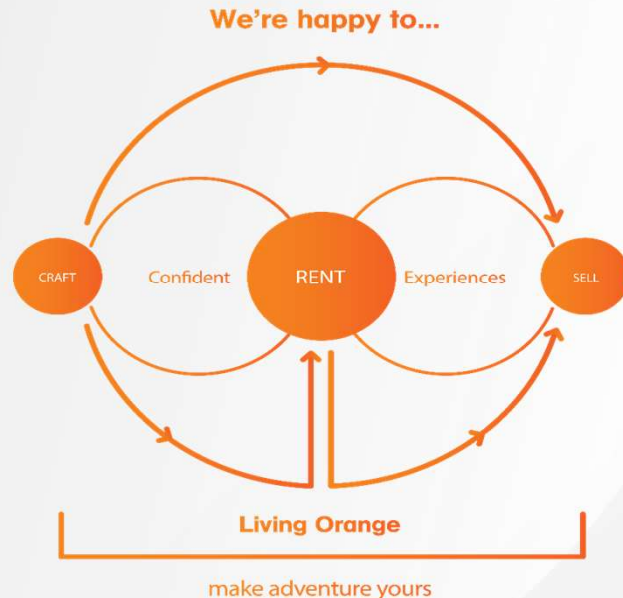 We're happy to...
CRAFT
Confident
RENT
Experiences
SELL
Living Orange
make adventure yours